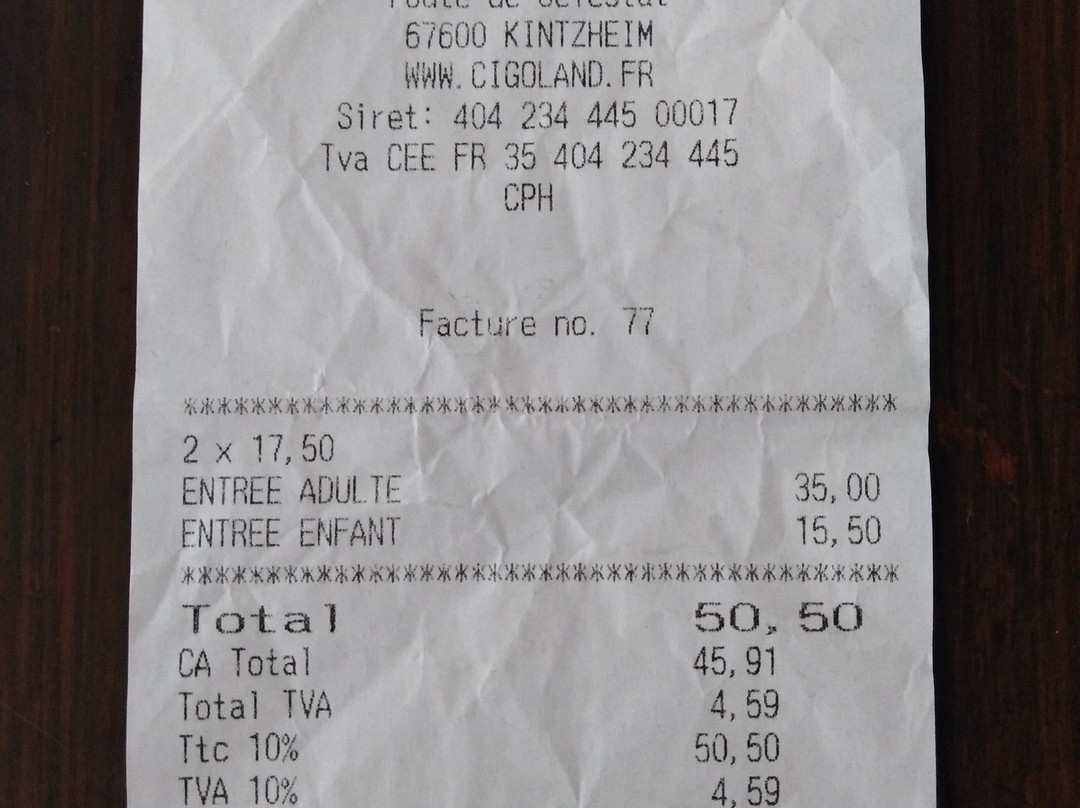 67600 KINTZHEIM
WWW.CIGOLAND.FR
Siret: 404 234 445 00017
Tva CEE FR 35 404 234 445
CPH
Facture no. 77
******************************************
2 x 17,50
ENTREE ADULTE 35,00
ENTREE ENFANT 15,50
******************************************
Total 50,50
CA Total 45,91
Total TVA 4,59
Ttc 10% 50,50
TVA 10% 4,59